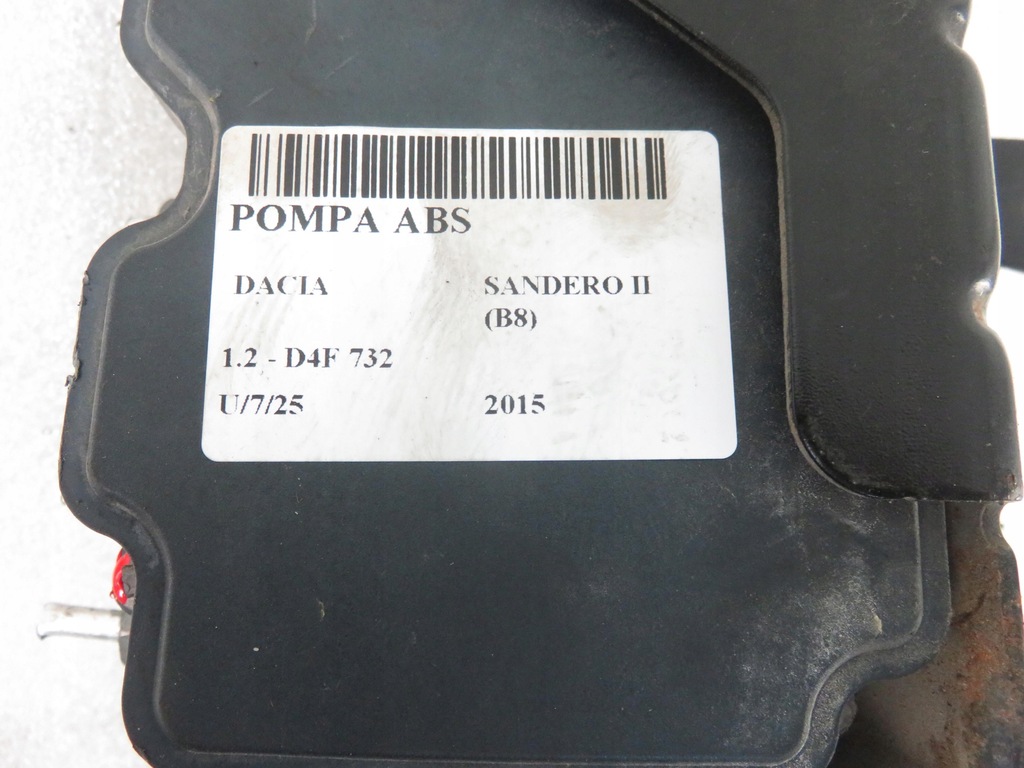 POMPA ABS
DACIA SANDERO II
(B8)
1.2 - D4F 732
U/7/25 2015